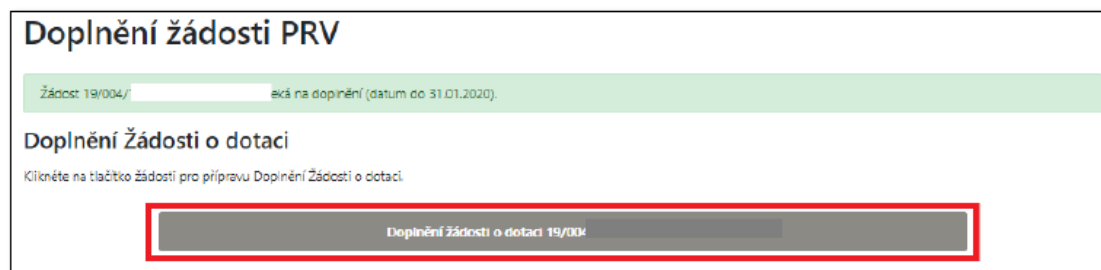 Doplnění žádosti PRV
Žádost 19/004/ eká na doplnění (datum do 31.01.2020).
Doplnění Žádosti o dotaci
Klikněte na tlačítko žádosti pro přípravu Doplnění Žádosti o dotaci.
Doplnění žádosti o dotaci 19/004